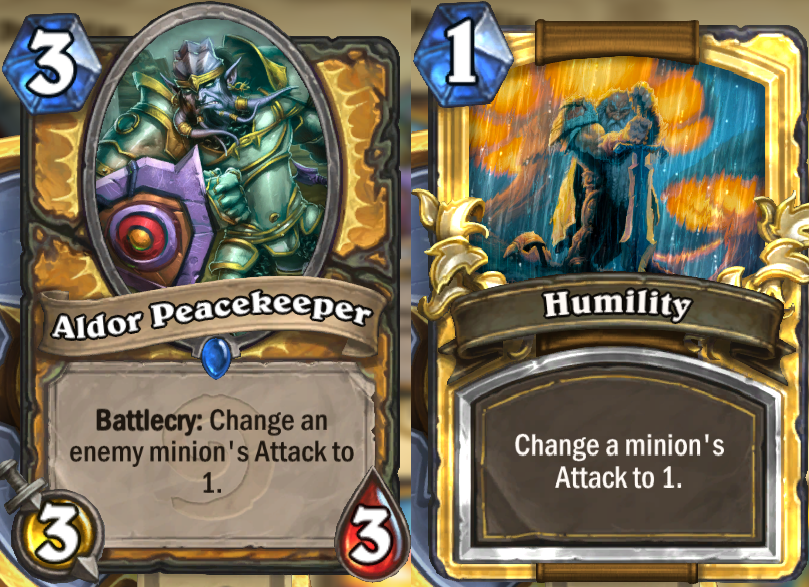 3
Aldor Peacekeeper
Battlecry: Change an
enemy minion's Attack to
1.
3
3
1
Humility
Change a minion's
Attack to 1.